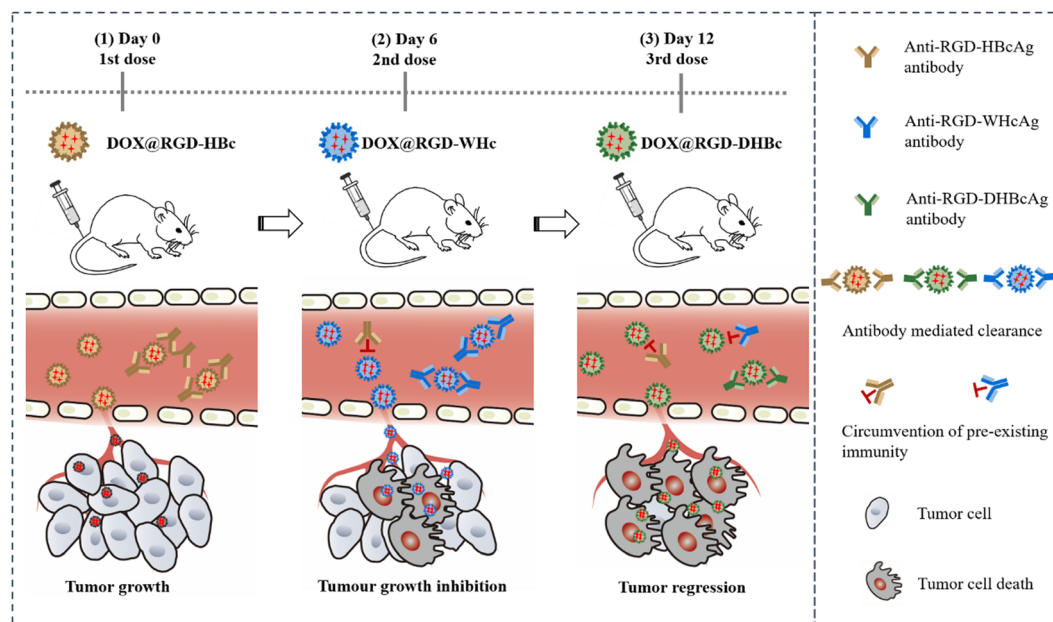 (1) Day 0
1st dose
(2) Day 6
2nd dose
(3) Day 12
3rd dose
DOX@RGD-HBc
DOX@RGD-WHc
DOX@RGD-DHBc
Tumor growth
Tumour growth inhibition
Tumor regression
Anti-RGD-HBcAg
antibody
Anti-RGD-WHcAg
antibody
Anti-RGD-DHBcAg
antibody
Antibody mediated clearance
Circumvention of pre-existing
immunity
Tumor cell
Tumor cell death